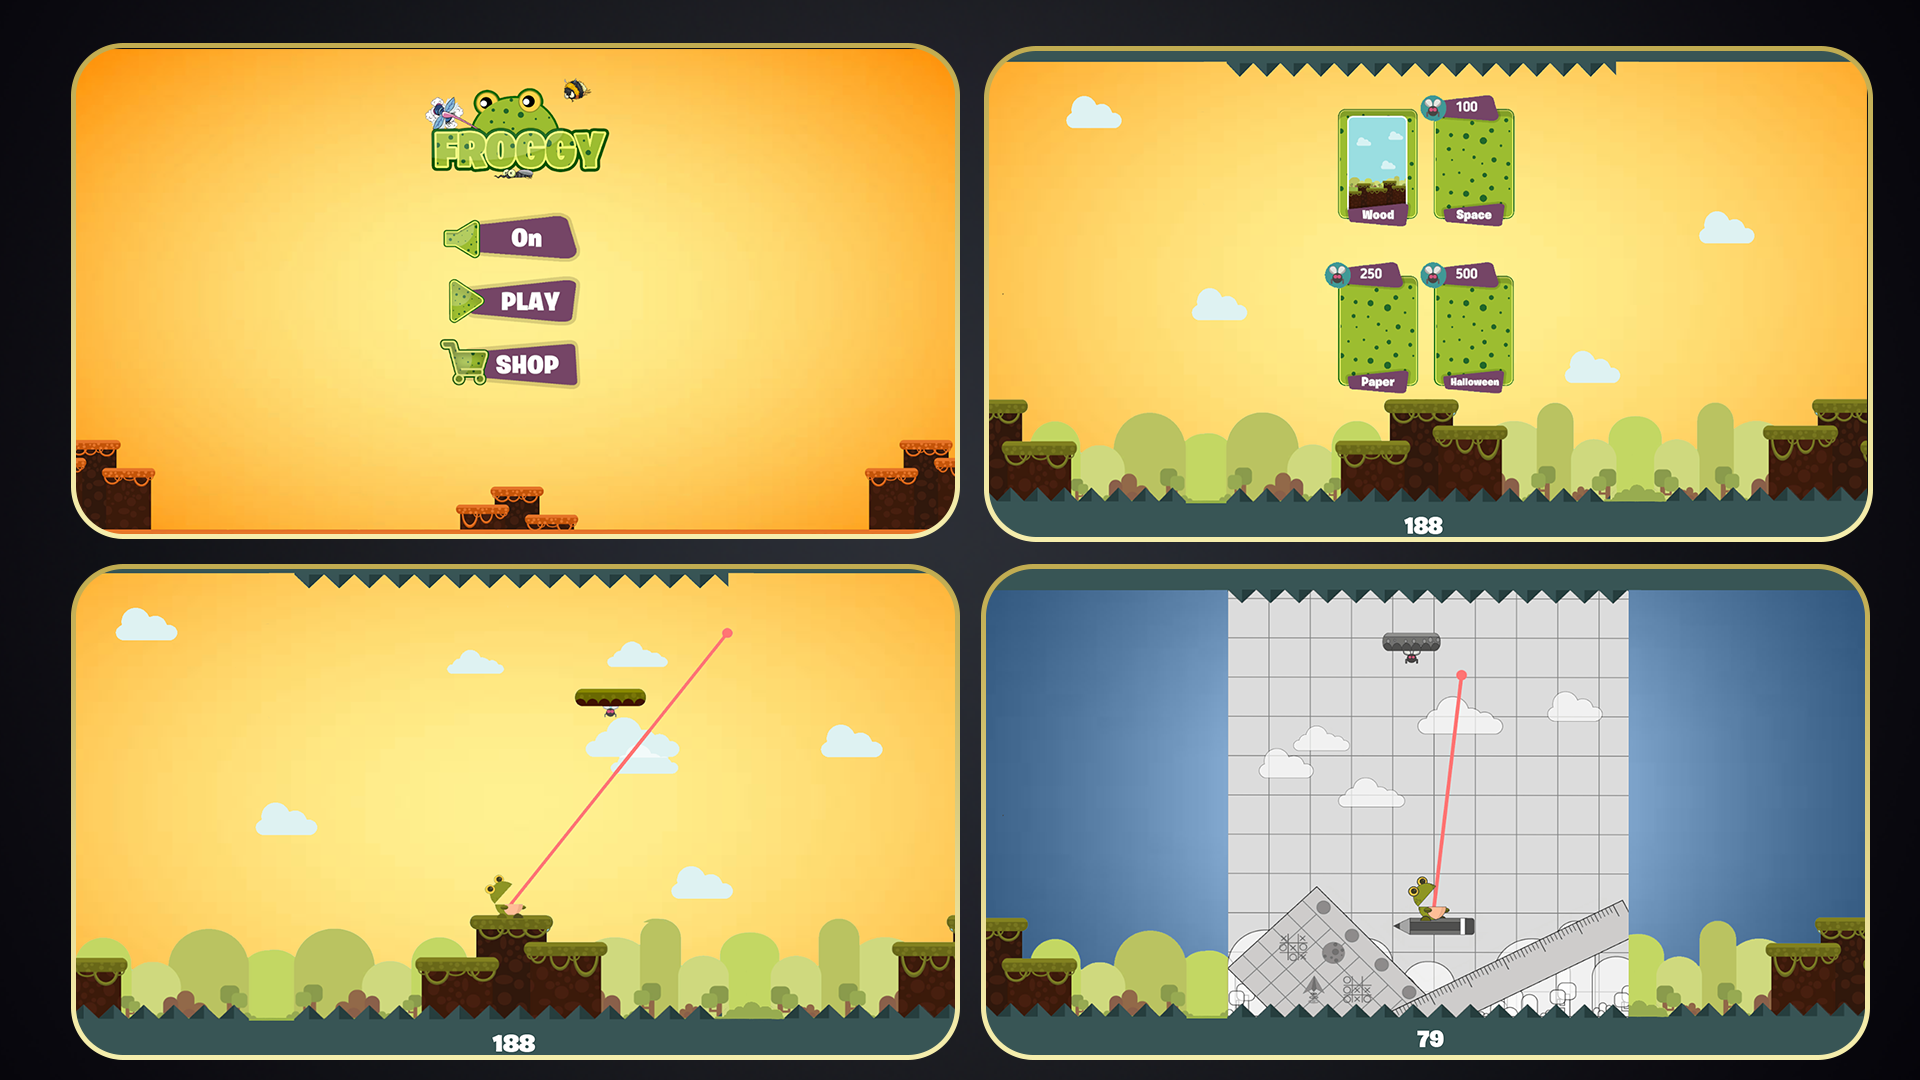 FROGGY
On
PLAY
SHOP
100
Wood
Space
250
500
Paper
Halloween
188
188
79